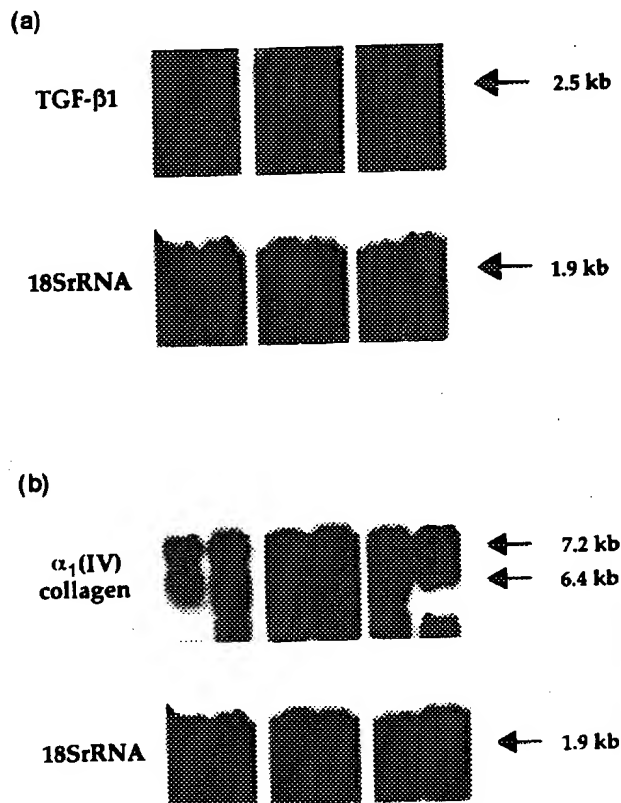 (a)
TGF-β1
2.5 kb
18SrRNA
1.9 kb
(b)
α₁(IV)
collagen
7.2 kb
6.4 kb
18SrRNA
1.9 kb